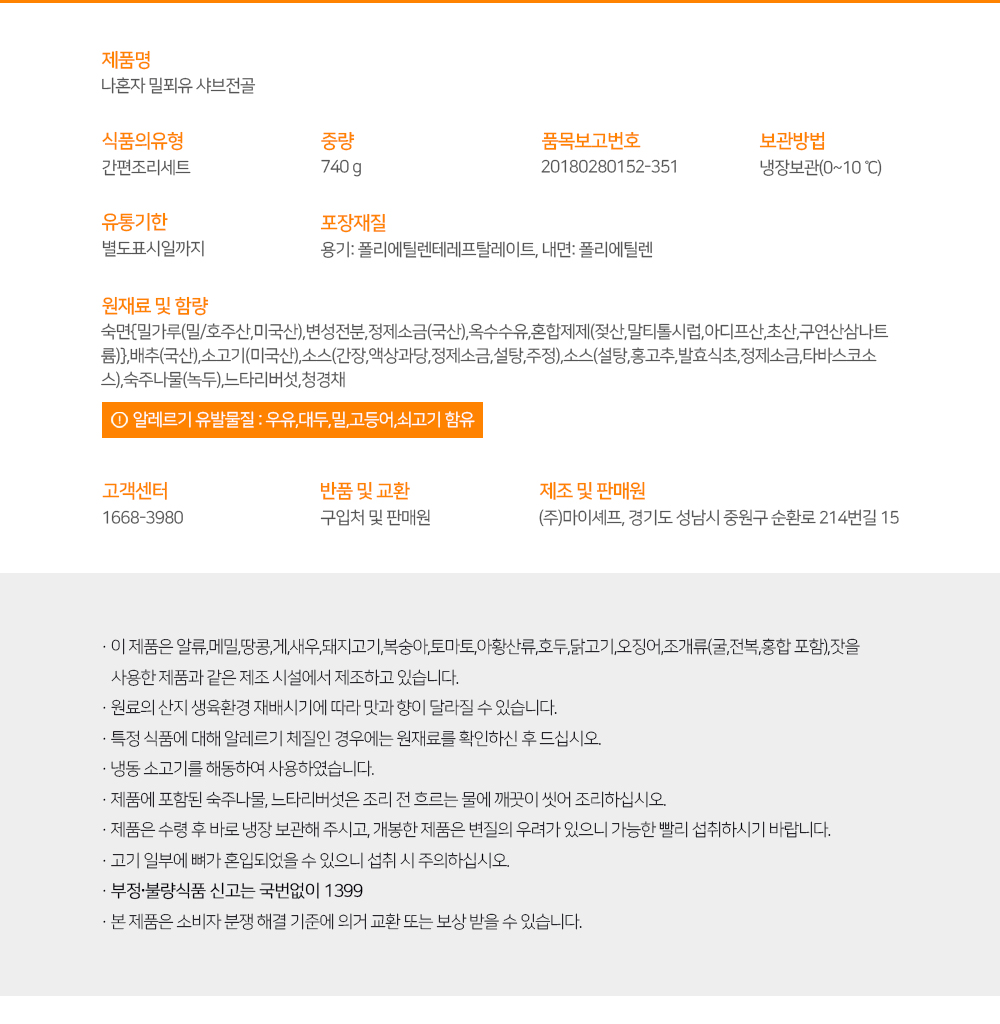 제품명
나혼자 밀푀유 샤브전골
식품의유형
간편조리세트
중량
740 g
품목보고번호
20180280152-351
보관방법
냉장보관(0~10 ℃)
유통기한
별도표시일까지
포장재질
용기: 폴리에틸렌테레프탈레이트, 내면: 폴리에틸렌
원재료 및 함량
숙면{밀가루(밀/호주산,미국산),변성전분,정제소금(국산),옥수수유,혼합제제(젖산,말티톨시럽,아디프산,초산,구연산삼나트
륨)},배추(국산),소고기(미국산),소스(간장,액상과당,정제소금,설탕,주정),소스(설탕,홍고추,발효식초,정제소금,타바스코소
스),숙주나물(녹두),느타리버섯,청경채
알레르기 유발물질 : 우유,대두,밀,고등어,쇠고기 함유
고객센터
1668-3980
반품 및 교환
구입처 및 판매원
제조 및 판매원
(주)마이셰프, 경기도 성남시 중원구 순환로 214번길 15
· 이 제품은 알류,메밀,땅콩,게,새우,돼지고기,복숭아,토마토,아황산류,호두,닭고기,오징어,조개류(굴,전복,홍합 포함),잣을
사용한 제품과 같은 제조 시설에서 제조하고 있습니다.
· 원료의 산지 생육환경 재배시기에 따라 맛과 향이 달라질 수 있습니다.
· 특정 식품에 대해 알레르기 체질인 경우에는 원재료를 확인하신 후 드십시오.
· 냉동 소고기를 해동하여 사용하였습니다.
· 제품에 포함된 숙주나물, 느타리버섯은 조리 전 흐르는 물에 깨끗이 씻어 조리하십시오.
· 제품은 수령 후 바로 냉장 보관해 주시고, 개봉한 제품은 변질의 우려가 있으니 가능한 빨리 섭취하시기 바랍니다.
· 고기 일부에 뼈가 혼입되었을 수 있으니 섭취 시 주의하십시오.
· 부정·불량식품 신고는 국번없이 1399
· 본 제품은 소비자 분쟁 해결 기준에 의거 교환 또는 보상 받을 수 있습니다.